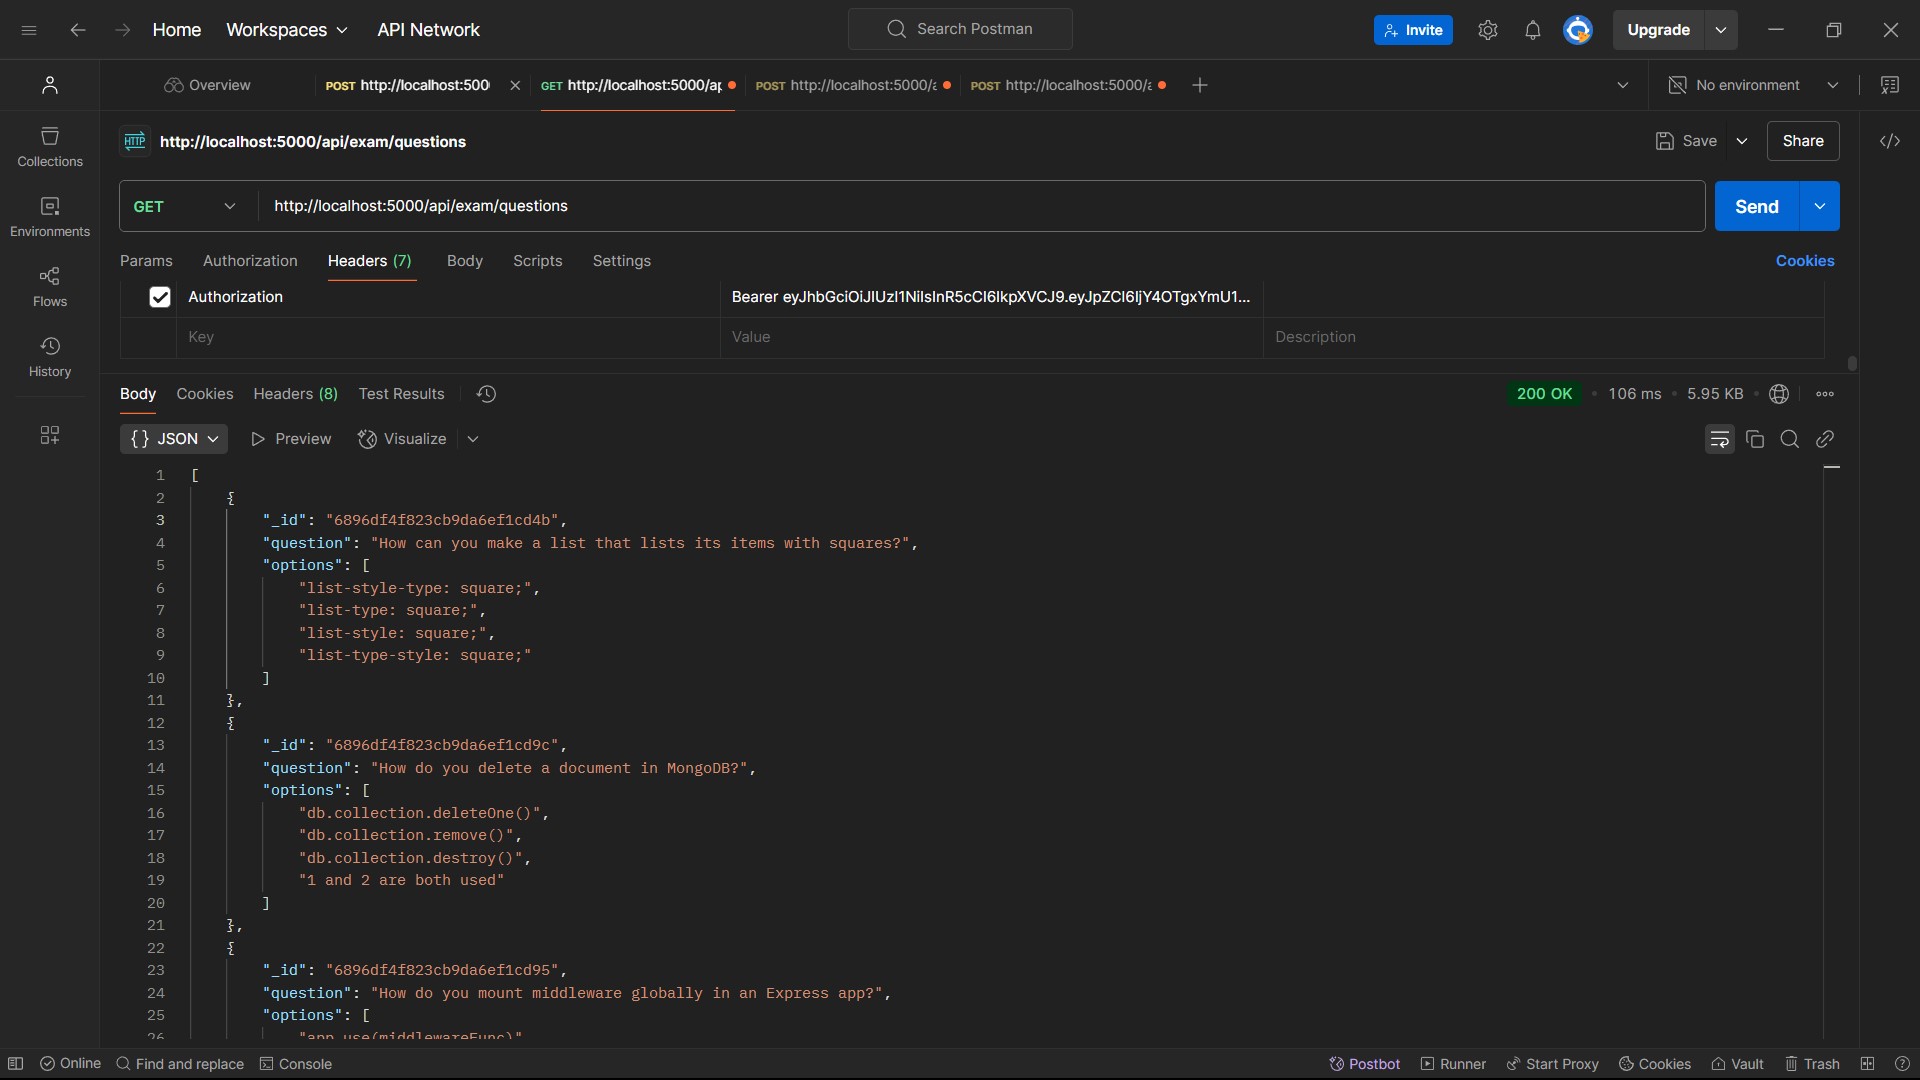 Home Workspaces API Network Search Postman Invite Upgrade
Overview POST http://localhost:500 GET http://localhost:5000/ap POST http://localhost:5000/a POST http://localhost:5000/a No environment
HTTP http://localhost:5000/api/exam/questions Save Share
Collections
GET http://localhost:5000/api/exam/questions Send
Environments
Params Authorization Headers (7) Body Scripts Settings Cookies
Flows
Authorization Bearer eyJhbGciOiJIUzI1NiIsInR5cCI6IkpXVCJ9.eyJpZCI6IjY4OTgxYmU1...
Key Value Description
History
Body Cookies Headers (8) Test Results 200 OK • 106 ms • 5.95 KB •
{} JSON Preview Visualize
1 [
2 {
3 "_id": "6896df4f823cb9da6ef1cd4b",
4 "question": "How can you make a list that lists its items with squares?",
5 "options": [
6 "list-style-type: square;",
7 "list-type: square;",
8 "list-style: square;",
9 "list-type-style: square;"
10 ]
11 },
12 {
13 "_id": "6896df4f823cb9da6ef1cd9c",
14 "question": "How do you delete a document in MongoDB?",
15 "options": [
16 "db.collection.deleteOne()",
17 "db.collection.remove()",
18 "db.collection.destroy()",
19 "1 and 2 are both used"
20 ]
21 },
22 {
23 "_id": "6896df4f823cb9da6ef1cd95",
24 "question": "How do you mount middleware globally in an Express app?",
25 "options": [
26 "app.use(middlewareFunc)"
Online Find and replace Console Postbot Runner Start Proxy Cookies Vault Trash